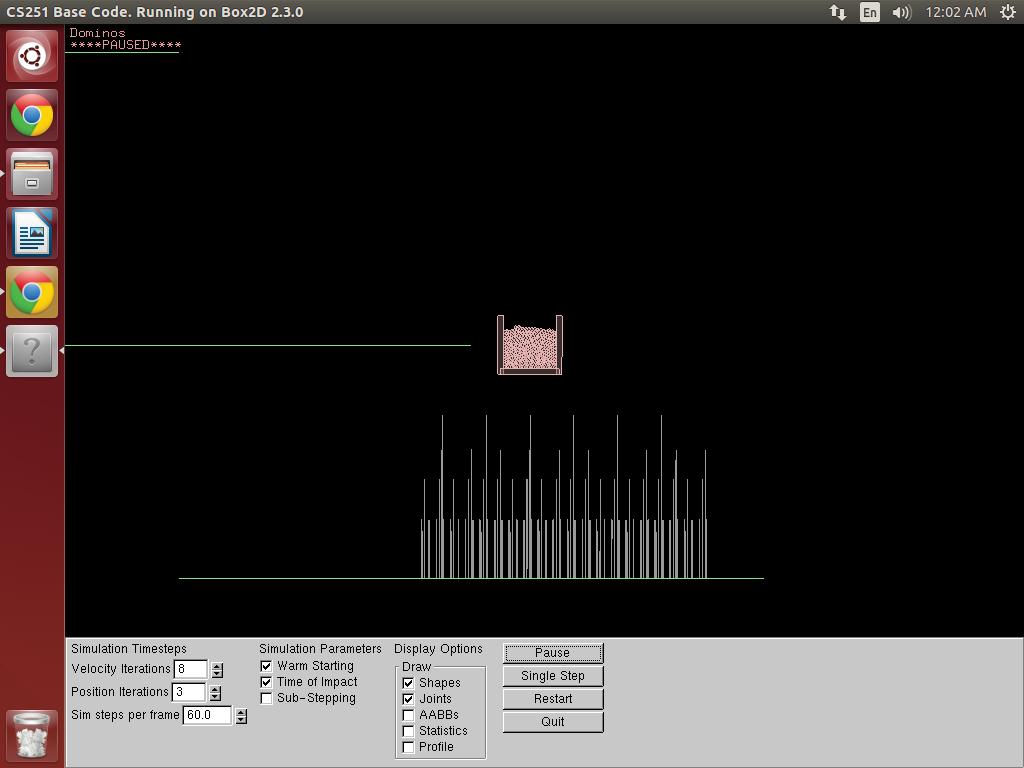 CS251 Base Code. Running on Box2D 2.3.0
En
12:02 AM
Dominos
****PAUSED****
?
Simulation Timesteps
Velocity Iterations 8
Position Iterations 3
Sim steps per frame 60.0
Simulation Parameters
Warm Starting
Time of Impact
Sub-Stepping
Display Options
Draw
Shapes
Joints
AABBs
Statistics
Profile
Pause
Single Step
Restart
Quit